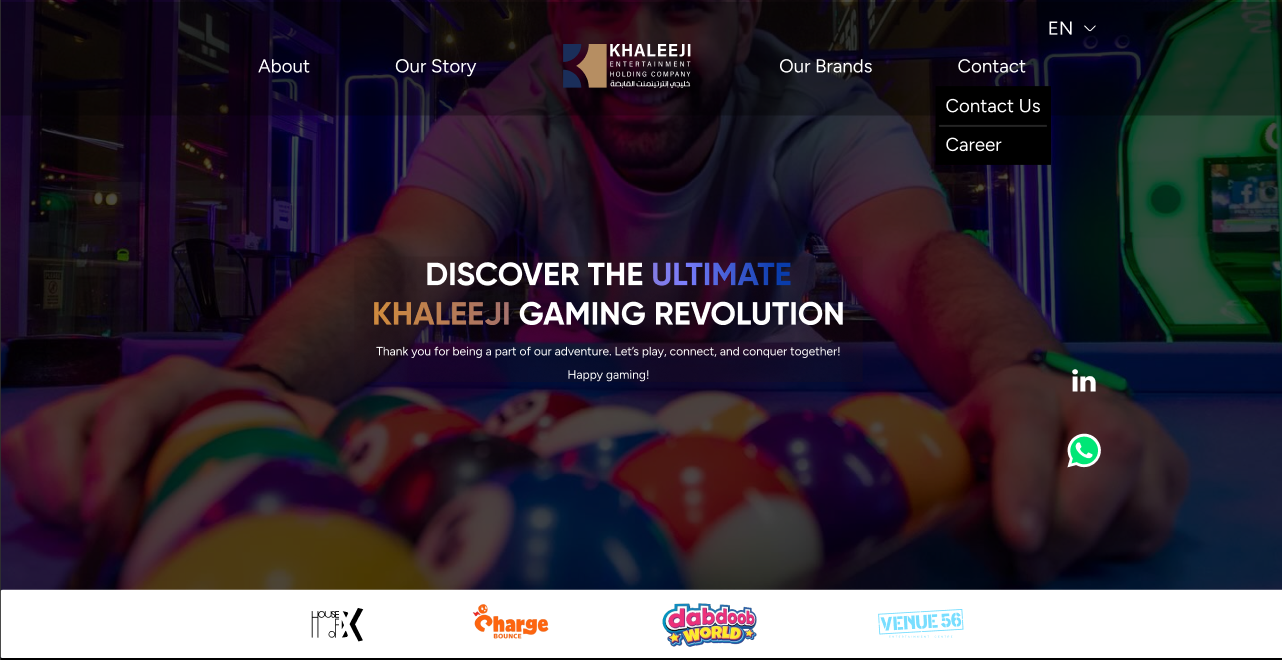 EN
About
Our Story
KHALEEJI
ENTERTAINMENT
HOLDING COMPANY
خليجي انترتينمنت القابضة
Our Brands
Contact
Contact Us
Career
DISCOVER THE ULTIMATE
KHALEEJI GAMING REVOLUTION
Thank you for being a part of our adventure. Let's play, connect, and conquer together!
Happy gaming!
in
HOUSE
OF X
Charge
BOUNCE
dabdoob
WORLD
VENUE 56